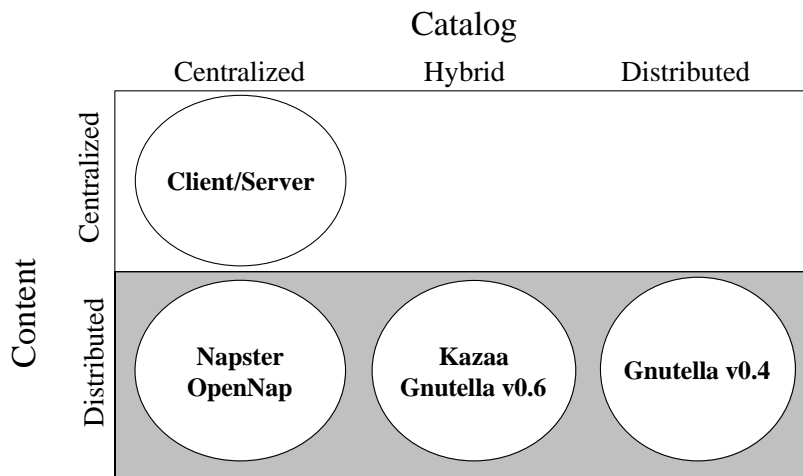 Catalog
Centralized Hybrid Distributed
Content
Centralized
Client/Server
Distributed
Napster
OpenNap
Kazaa
Gnutella v0.6
Gnutella v0.4